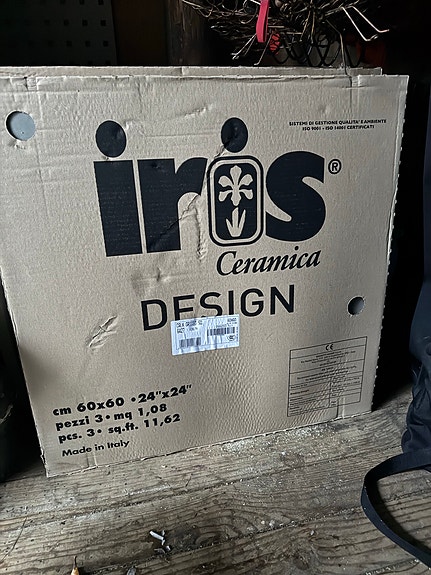 SISTEMI DI GESTIONE QUALITA' E AMBIENTE
ISO 9001 - ISO 14001 CERTIFICATI
iris®
Ceramica
DESIGN
CE
cm 60x60 • 24"x24"
pezzi 3 • mq 1,08
pcs. 3 • sq.ft. 11,62
Made in Italy